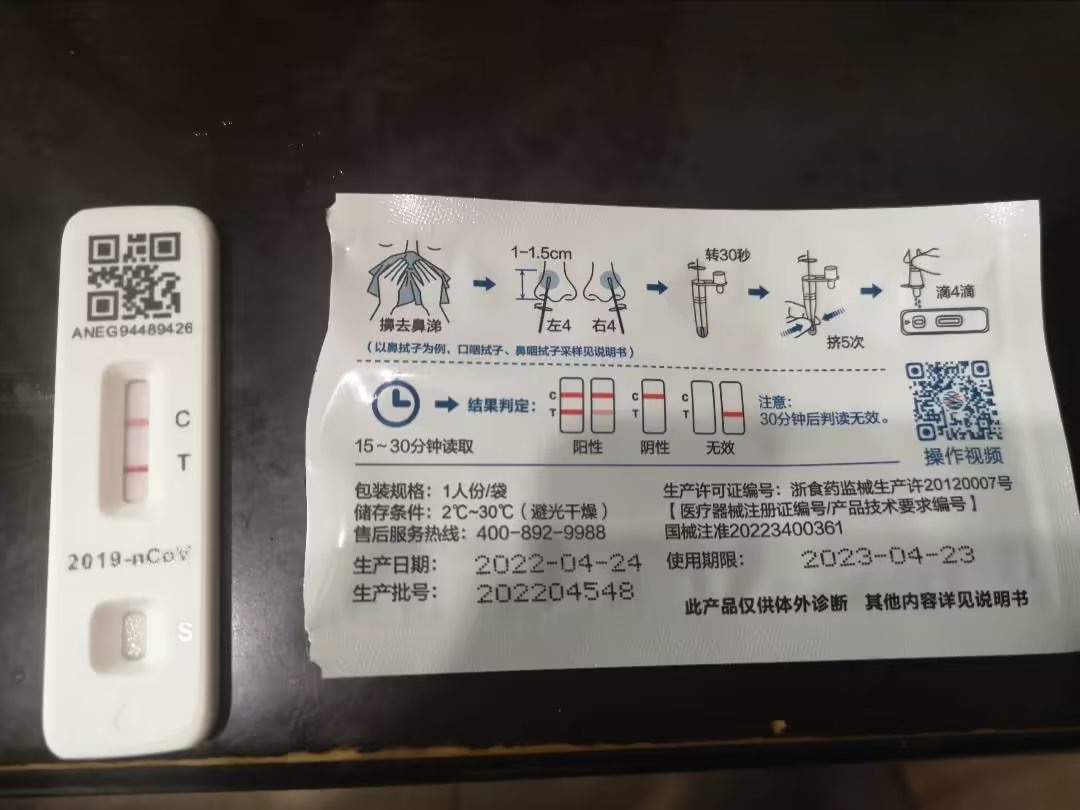 ANEG94489426
C
T
2019-nCoV
S
1-1.5cm
转30秒
滴4滴
擤去鼻涕
左4 右4
挤5次
(以鼻拭子为例，口咽拭子、鼻咽拭子采样见说明书)
结果判定：
C
T
C
T
C
T
注意：
30分钟后判读无效。
15～30分钟读取
阳性
阴性
无效
操作视频
包装规格：1人份/袋
储存条件：2℃~30℃（避光干燥）
售后服务热线：400-892-9988
生产日期：2022-04-24
生产批号：202204548
生产许可证编号：浙食药监械生产许20120007号
【医疗器械注册证编号/产品技术要求编号】
国械注准20223400361
使用期限：2023-04-23
此产品仅供体外诊断 其他内容详见说明书